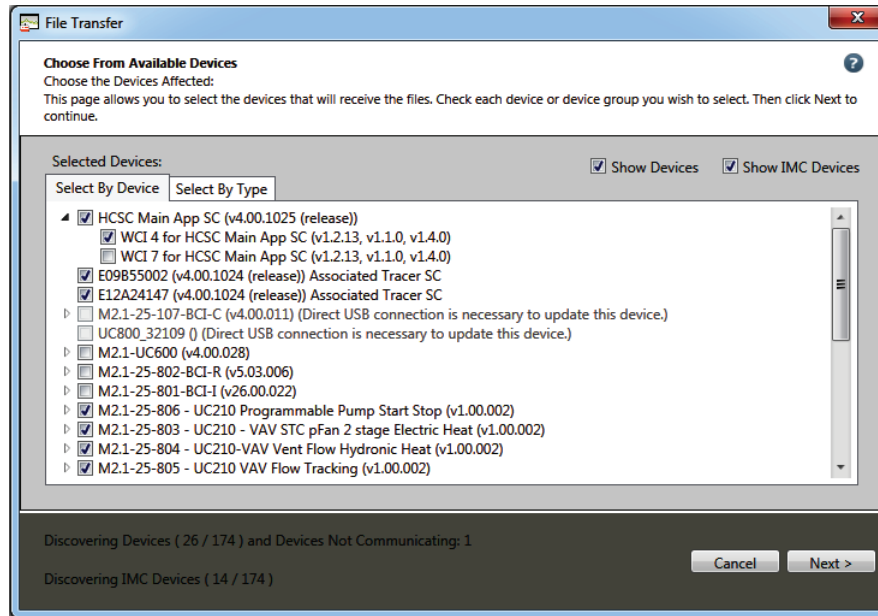 File Transfer
Choose From Available Devices
Choose the Devices Affected:
This page allows you to select the devices that will receive the files. Check each device or device group you wish to select. Then click Next to
continue.
Selected Devices:
Show Devices
Show IMC Devices
Select By Device
Select By Type
HCSC Main App SC (v4.00.1025 (release))
WCI 4 for HCSC Main App SC (v1.2.13, v1.1.0, v1.4.0)
WCI 7 for HCSC Main App SC (v1.2.13, v1.1.0, v1.4.0)
E09B55002 (v4.00.1024 (release)) Associated Tracer SC
E12A24147 (v4.00.1024 (release)) Associated Tracer SC
M2.1-25-107-BCI-C (v4.00.011) (Direct USB connection is necessary to update this device.)
UC800_32109 () (Direct USB connection is necessary to update this device.)
M2.1-UC600 (v4.00.028)
M2.1-25-802-BCI-R (v5.03.006)
M2.1-25-801-BCI-I (v26.00.022)
M2.1-25-806 - UC210 Programmable Pump Start Stop (v1.00.002)
M2.1-25-803 - UC210 - VAV STC pFan 2 stage Electric Heat (v1.00.002)
M2.1-25-804 - UC210-VAV Vent Flow Hydronic Heat (v1.00.002)
M2.1-25-805 - UC210 VAV Flow Tracking (v1.00.002)
Discovering Devices ( 26 / 174 ) and Devices Not Communicating: 1
Cancel
Next >
Discovering IMC Devices ( 14 / 174 )